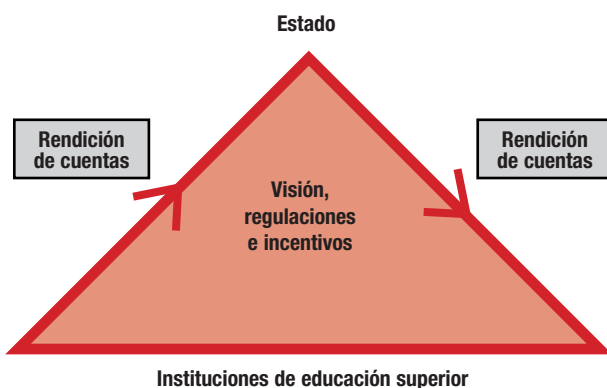 Estado
Rendición
de cuentas
Rendición
de cuentas
Visión,
regulaciones
e incentivos
Instituciones de educación superior